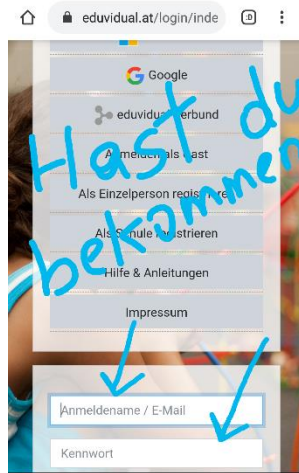 eduvidual.at/login/inde
:D
Google
eduvidual Verbund
Anmelden als Gast
Als Einzelperson registrieren
Als Schule registrieren
Hilfe & Anleitungen
Impressum
Hast du
bekommen
Anmeldename / E-Mail
Kennwort